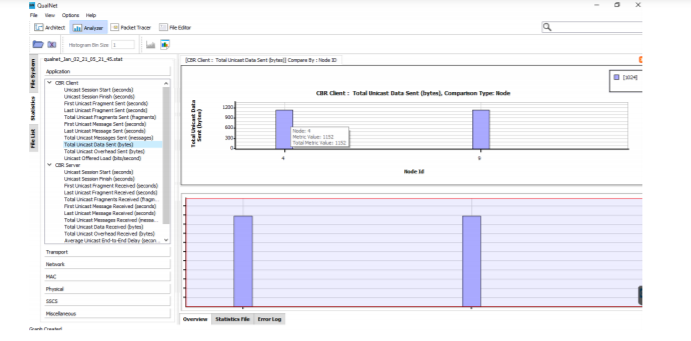 QualNet
File View Options Help
Architect Analyzer Packet Tracer File Editor
Histogram Bin Size 1
File System
Statistics
File List
qualnet_Jan_02_21_05_21_45.stat
Application
CBR Client
Unicast Session Start (seconds)
Unicast Session Finish (seconds)
First Unicast Fragment Sent (seconds)
Last Unicast Fragment Sent (seconds)
Total Unicast Fragments Sent (fragments)
First Unicast Message Sent (seconds)
Last Unicast Message Sent (seconds)
Total Unicast Messages Sent (messages)
Total Unicast Data Sent (bytes)
Total Unicast Overhead Sent (bytes)
Unicast Offered Load (bits/second)
CBR Server
Unicast Session Start (seconds)
Unicast Session Finish (seconds)
First Unicast Fragment Received (seconds)
Last Unicast Fragment Received (seconds)
Total Unicast Fragments Received (fragm...
First Unicast Message Received (seconds)
Last Unicast Message Received (seconds)
Total Unicast Messages Received (messa...
Total Unicast Data Received (bytes)
Total Unicast Overhead Received (bytes)
Average Unicast End-to-End Delay (secon...
Transport
Network
MAC
Physical
SSCS
Miscellaneous
[CBR Client : Total Unicast Data Sent (bytes)] Compare By : Node ID
[1024]
CBR Client : Total Unicast Data Sent (bytes), Comparison Type: Node
Total Unicast Data
Sent (bytes)
1200
900
600
300
0
Node: 4
Metric Value: 1152
Total Metric Value: 1152
4
Node Id
Overview Statistics File Error Log
Graph Created!